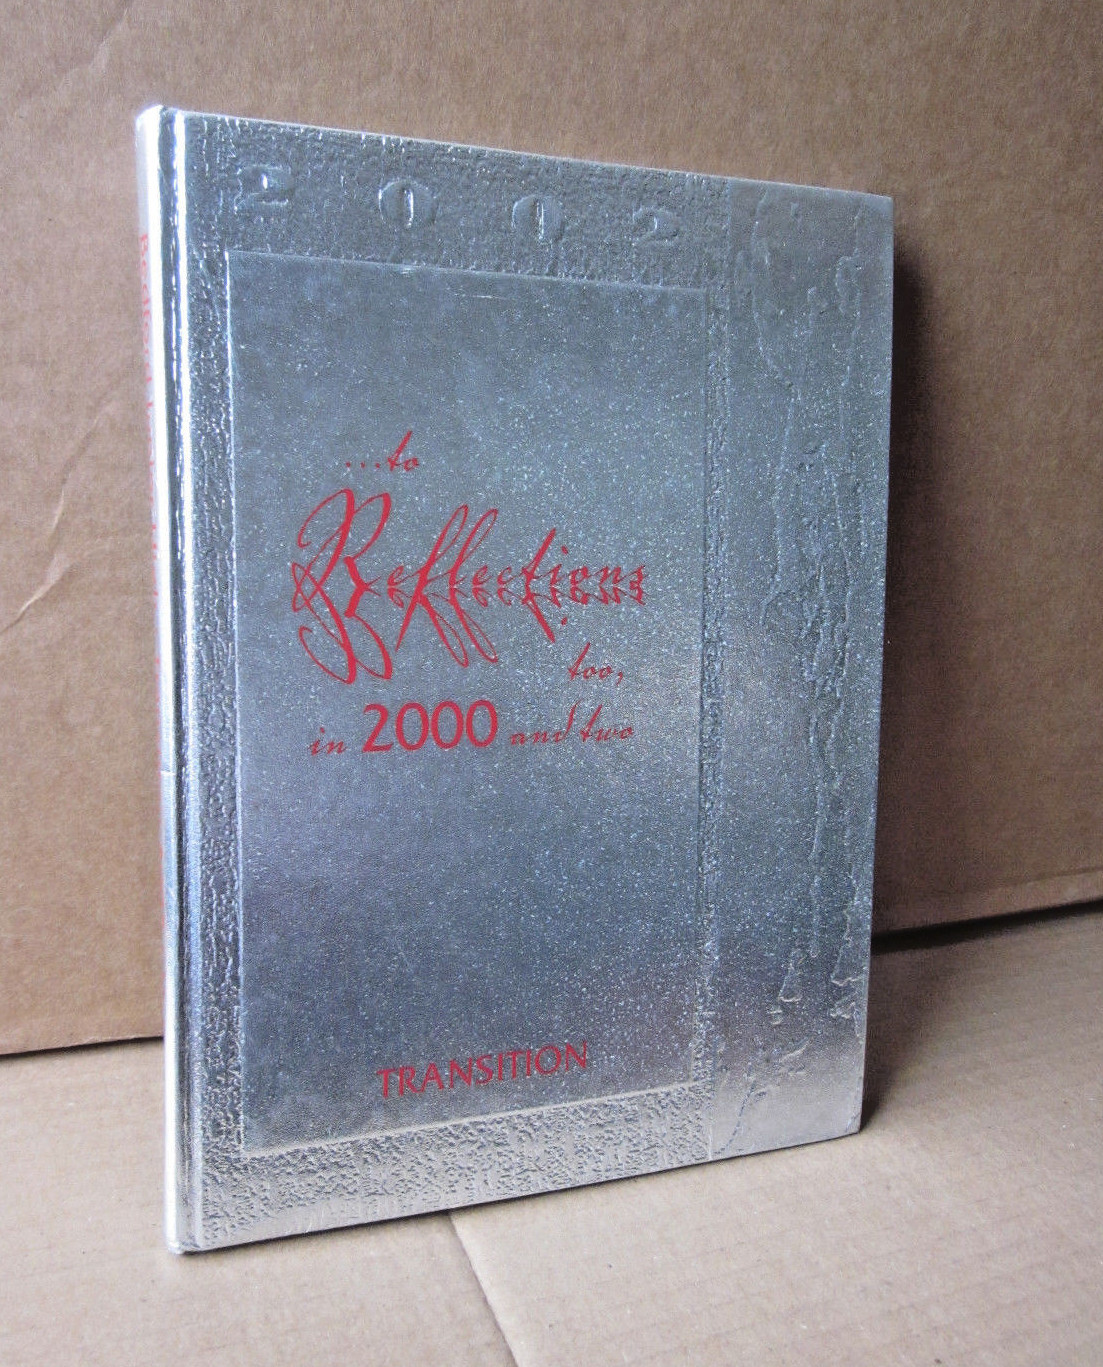 2002
...to
Reflections
too,
in 2000 and two
TRANSITION